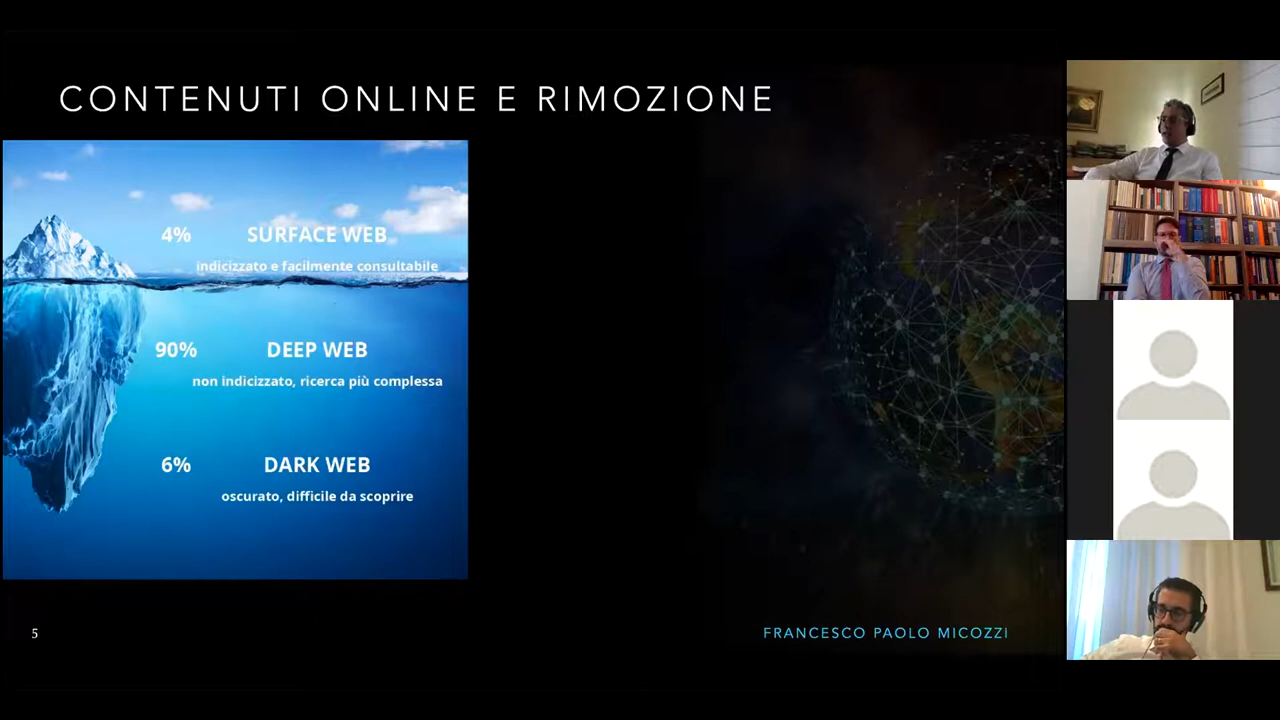 CONTENUTI ONLINE E RIMOZIONE
4% SURFACE WEB
indicizzato e facilmente consultabile
90% DEEP WEB
non indicizzato, ricerca più complessa
6% DARK WEB
oscurato, difficile da scoprire
5
FRANCESCO PAOLO MICOZZI